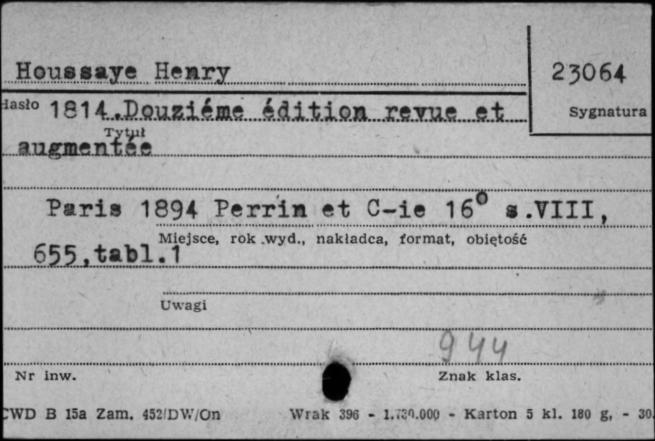 Houssaye Henry
23064
Hasło 1814. Douziéme édition revue et
Sygnatura
Tytuł
augmentée
Paris 1894 Perrin et C-ie 16° s.VIII,
Miejsce, rok wyd., nakładca, format, objętość
655,tabl.1
Uwagi
944
Nr inw.
Znak klas.
CWD B 15a Zam. 452/DW/On Wrak 396 - 1.730.000 - Karton 5 kl. 180 g, - 30.